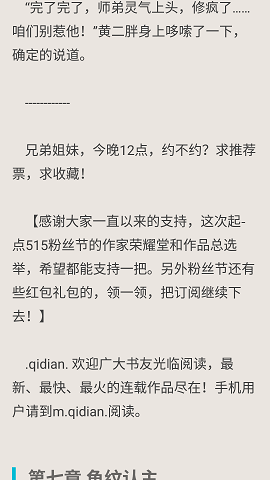 “完了完了，师弟灵气上头，修疯了……
咱们别惹他！”黄二胖身上哆嗦了一下，
确定的说道。
------------
兄弟姐妹，今晚12点，约不约？求推荐
票，求收藏！
【感谢大家一直以来的支持，这次起-
点515粉丝节的作家荣耀堂和作品总选
举，希望都能支持一把。另外粉丝节还有
些红包礼包的，领一领，把订阅继续下
去！】
.qidian. 欢迎广大书友光临阅读，最
新、最快、最火的连载作品尽在！手机用
户请到m.qidian.阅读。
第七章 龟纹认主